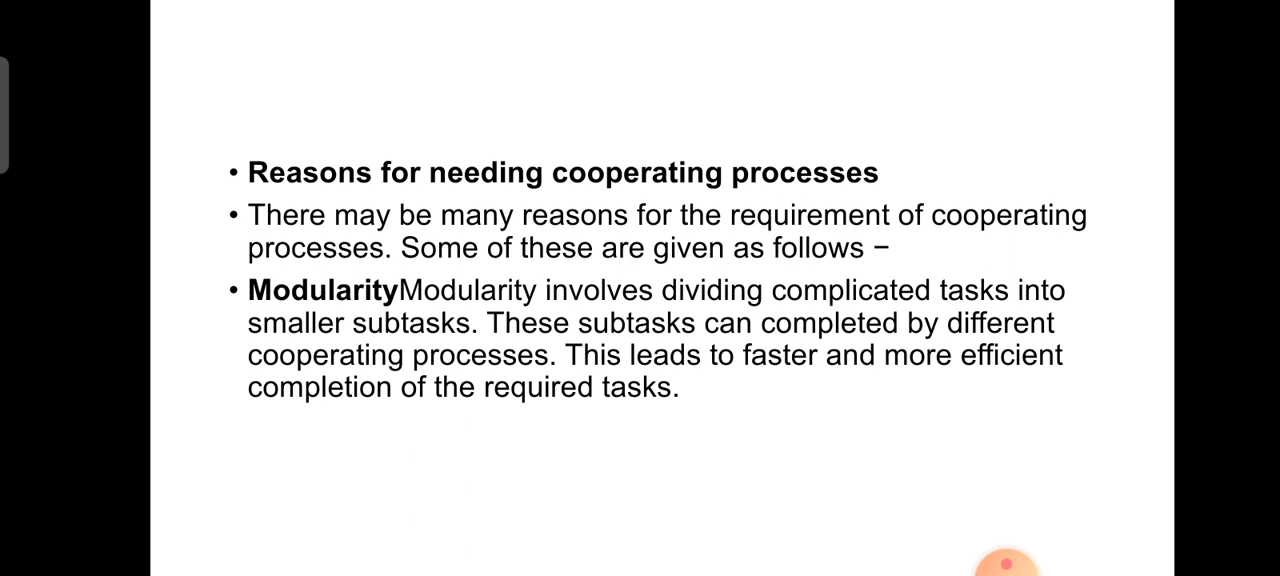 • Reasons for needing cooperating processes
• There may be many reasons for the requirement of cooperating
processes. Some of these are given as follows −
• ModularityModularity involves dividing complicated tasks into
smaller subtasks. These subtasks can completed by different
cooperating processes. This leads to faster and more efficient
completion of the required tasks.